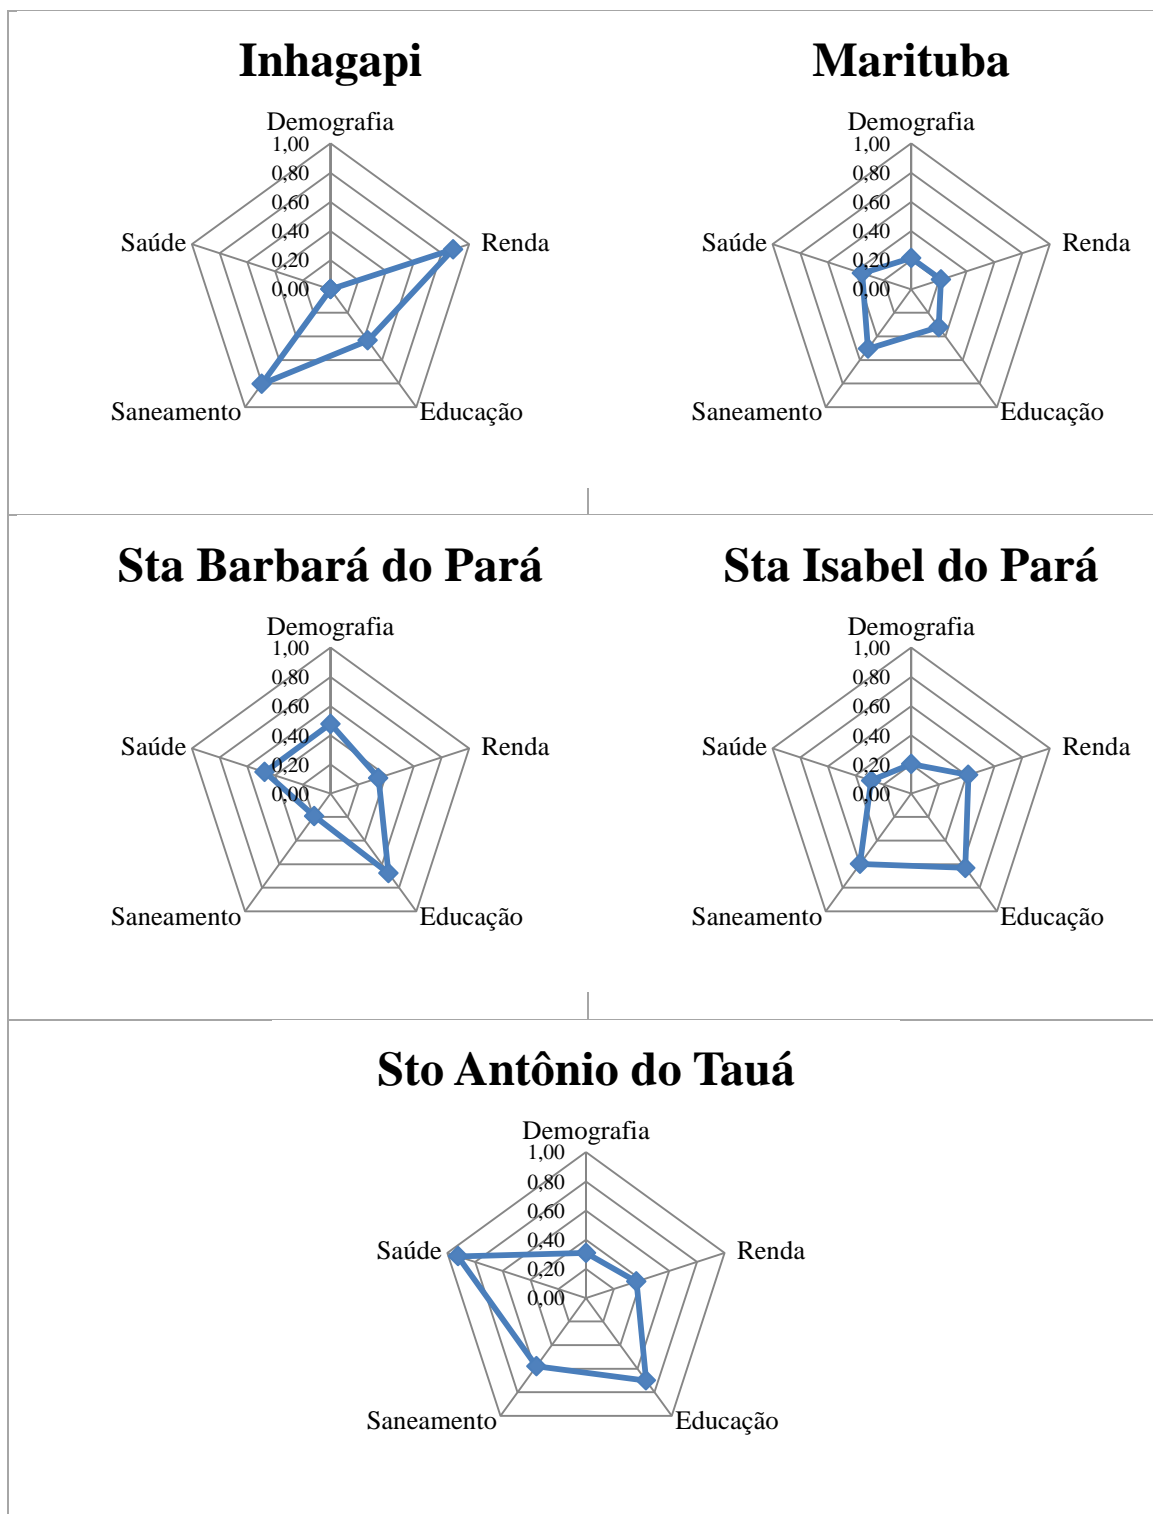 Inhagapi
Demografia
1,00
0,80
0,60
0,40
0,20
0,00
Saúde
Renda
Saneamento
Educação
Marituba
Demografia
1,00
0,80
0,60
0,40
0,20
0,00
Saúde
Renda
Saneamento
Educação
Sta Barbará do Pará
Demografia
1,00
0,80
0,60
0,40
0,20
0,00
Saúde
Renda
Saneamento
Educação
Sta Isabel do Pará
Demografia
1,00
0,80
0,60
0,40
0,20
0,00
Saúde
Renda
Saneamento
Educação
Sto Antônio do Tauá
Demografia
1,00
0,80
0,60
0,40
0,20
0,00
Saúde
Renda
Saneamento
Educação